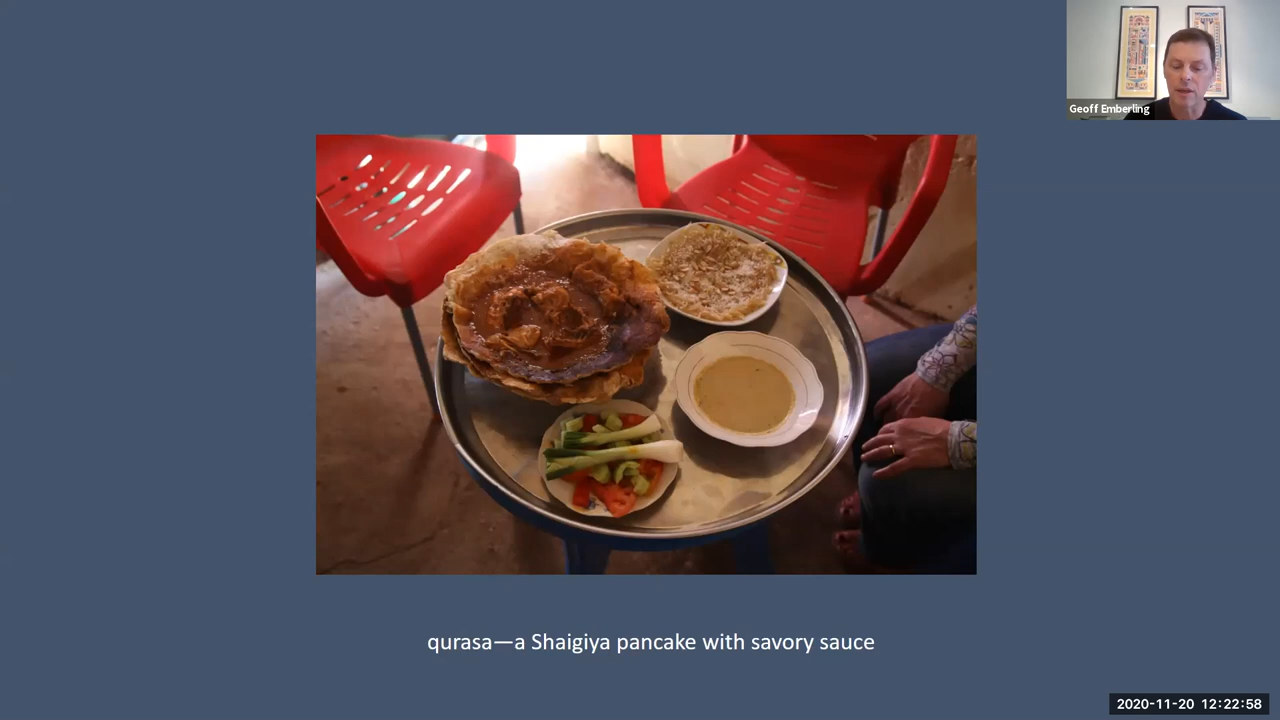 Geoff Emberling
qurasa—a Shaigiya pancake with savory sauce
2020-11-20 12:22:58